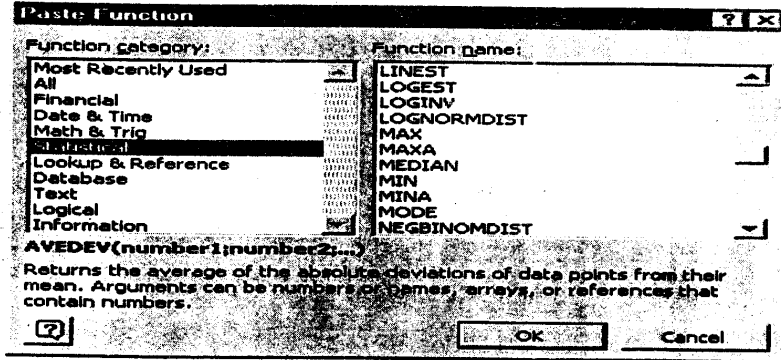 Paste Function
Function category:
Most Recently Used
All
Financial
Date & Time
Math & Trig
Statistical
Lookup & Reference
Database
Text
Logical
Information
Function name:
LINEST
LOGEST
LOGINV
LOGNORMDIST
MAX
MAXA
MEDIAN
MIN
MINA
MODE
NEGBINOMDIST
AVEDEV(number1;number2;...)
Returns the average of the absolute deviations of data points from their
mean. Arguments can be numbers or names, arrays, or references that
contain numbers.
OK
Cancel